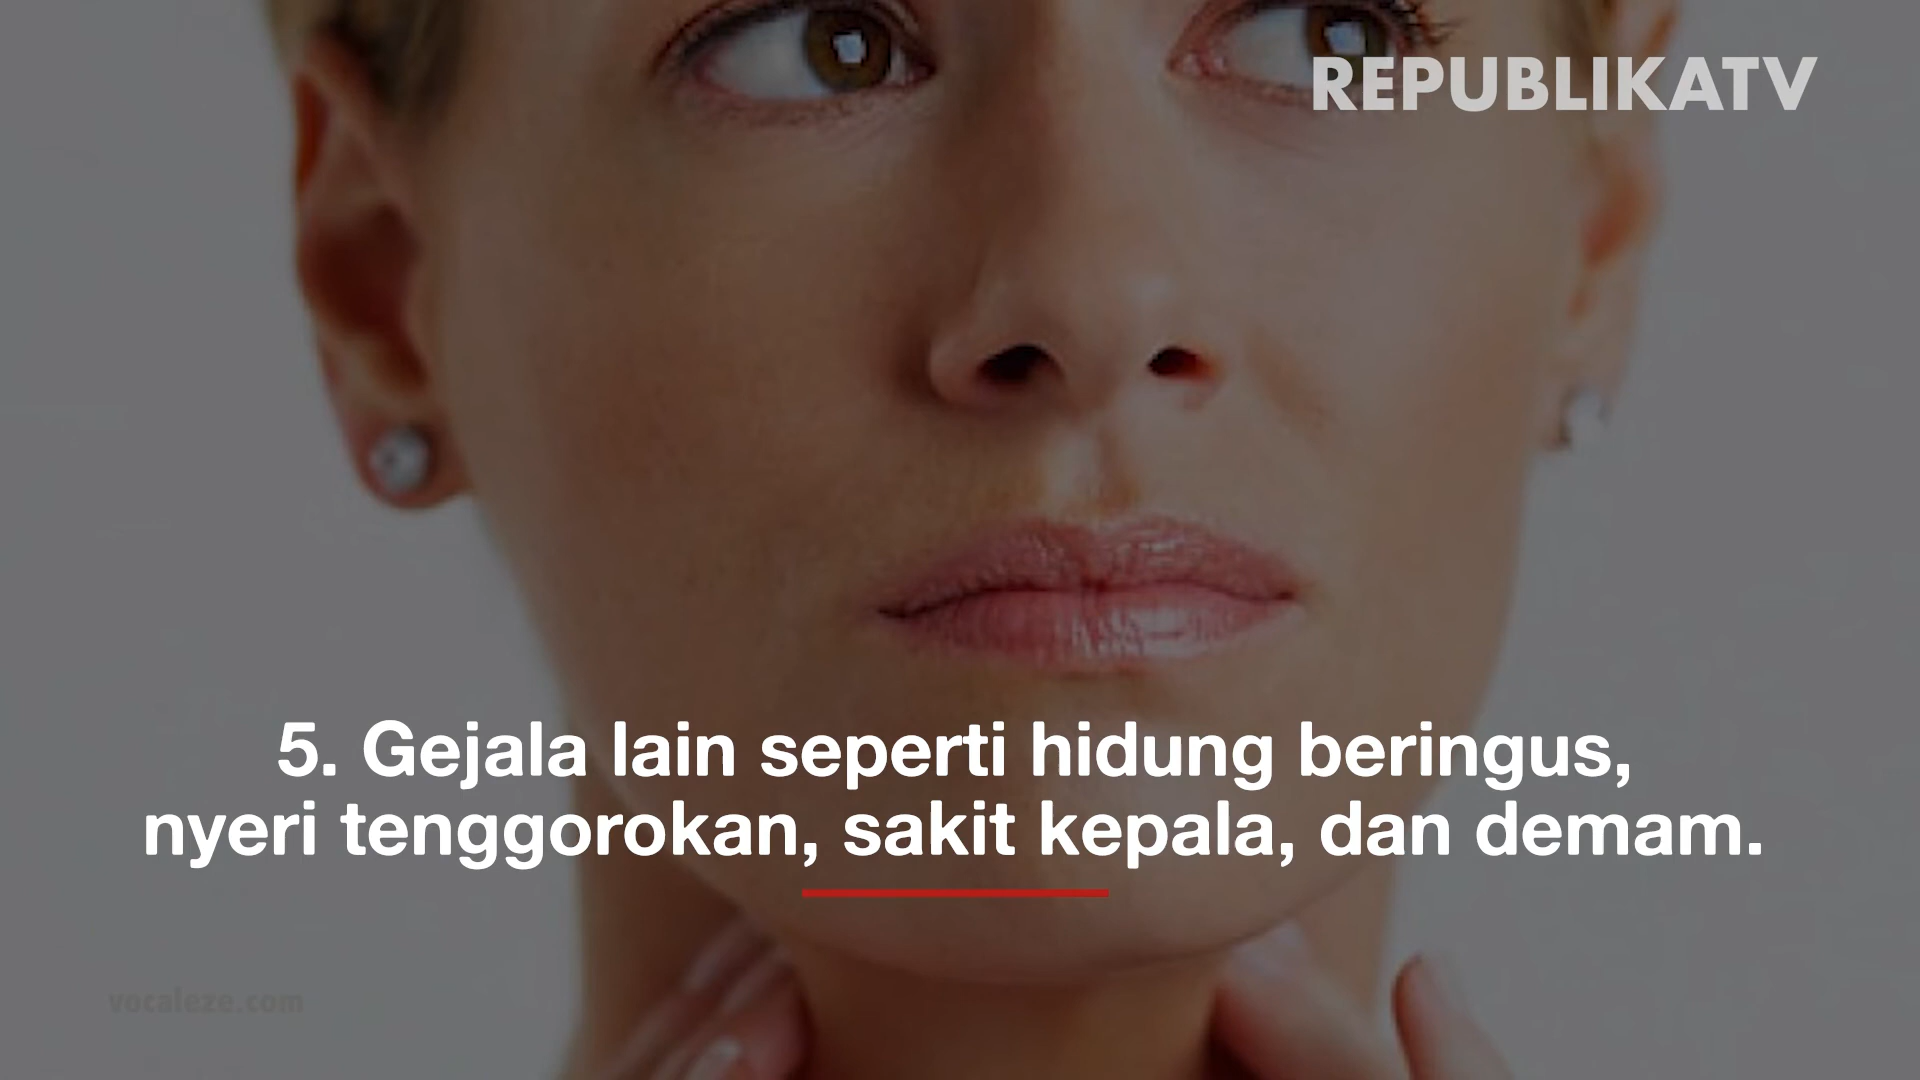 REPUBLIKATV
5. Gejala lain seperti hidung beringus,
nyeri tenggorokan, sakit kepala, dan demam.
vocaleze.com